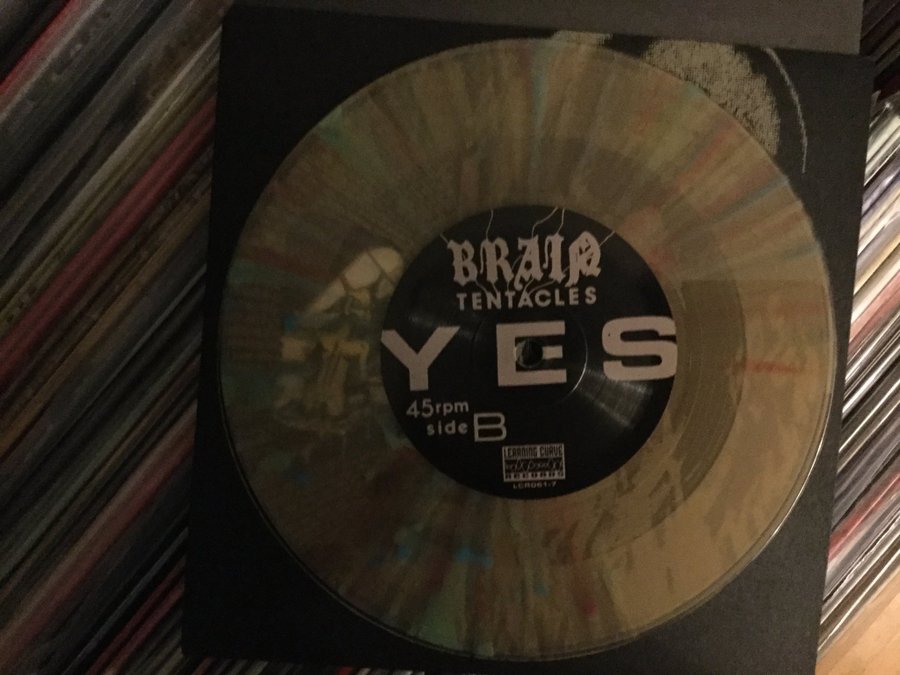 BRAIN
TENTACLES
YES
45rpm
side B
LEARNING CURVE
RECORDS
LCR061-7